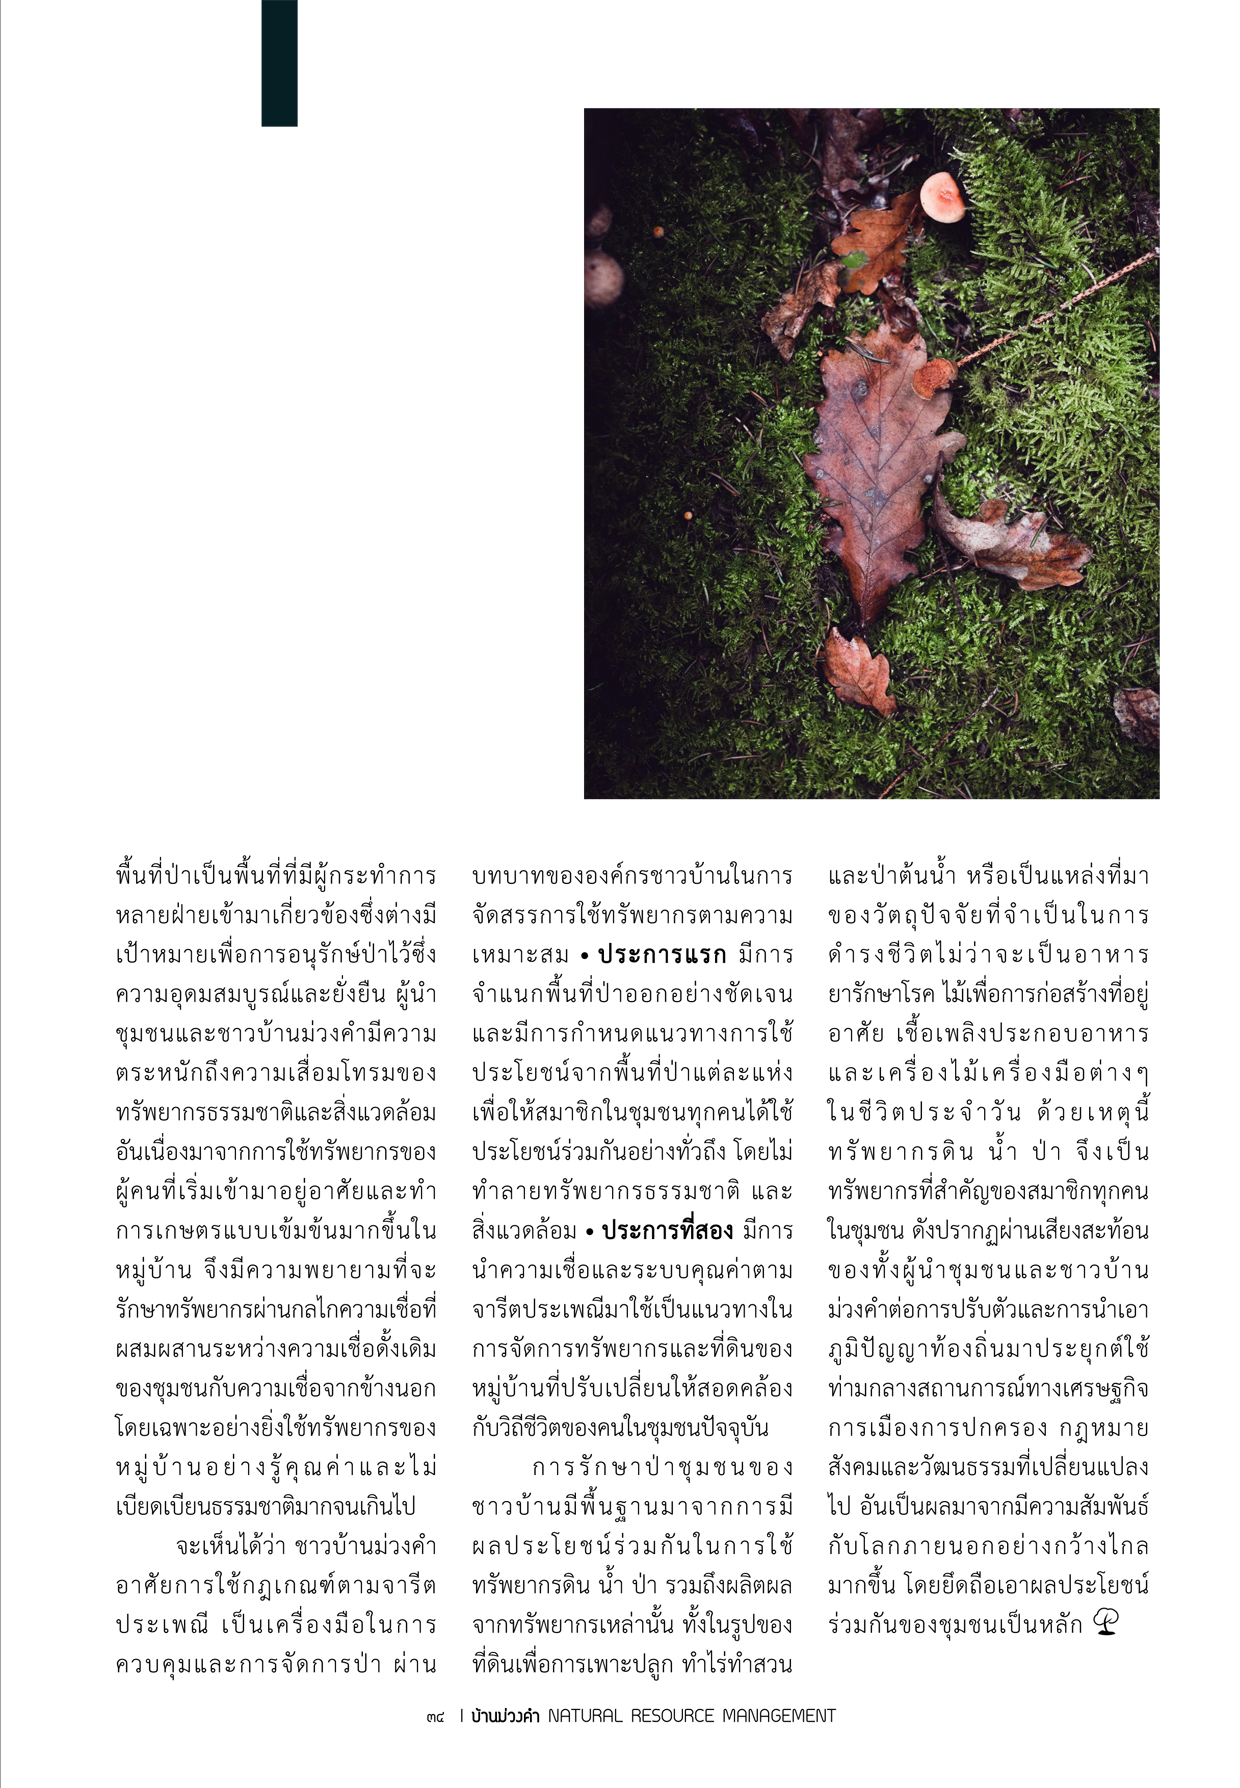 พื้นที่ป่าเป็นพื้นที่ที่มีผู้กระทำการ
หลายฝ่ายเข้ามาเกี่ยวข้องซึ่งต่างมี
เป้าหมายเพื่อการอนุรักษ์ป่าไว้ซึ่ง
ความอุดมสมบูรณ์และยั่งยืน ผู้นำ
ชุมชนและชาวบ้านม่วงคำมีความ
ตระหนักถึงความเสื่อมโทรมของ
ทรัพยากรธรรมชาติและสิ่งแวดล้อม
อันเนื่องมาจากการใช้ทรัพยากรของ
ผู้คนที่เริ่มเข้ามาอยู่อาศัยและทำ
การเกษตรแบบเข้มข้นมากขึ้นใน
หมู่บ้าน จึงมีความพยายามที่จะ
รักษาทรัพยากรผ่านกลไกความเชื่อที่
ผสมผสานระหว่างความเชื่อดั้งเดิม
ของชุมชนกับความเชื่อจากข้างนอก
โดยเฉพาะอย่างยิ่งใช้ทรัพยากรของ
หมู่บ้านอย่างรู้คุณค่าและไม่
เบียดเบียนธรรมชาติมากจนเกินไป
จะเห็นได้ว่า ชาวบ้านม่วงคำ
อาศัยการใช้กฎเกณฑ์ตามจารีต
ประเพณี เป็นเครื่องมือในการ
ควบคุมและการจัดการป่า ผ่าน
บทบาทขององค์กรชาวบ้านในการ
จัดสรรการใช้ทรัพยากรตามความ
เหมาะสม • ประการแรก มีการ
จำแนกพื้นที่ป่าออกอย่างชัดเจน
และมีการกำหนดแนวทางการใช้
ประโยชน์จากพื้นที่ป่าแต่ละแห่ง
เพื่อให้สมาชิกในชุมชนทุกคนได้ใช้
ประโยชน์ร่วมกันอย่างทั่วถึง โดยไม่
ทำลายทรัพยากรธรรมชาติ และ
สิ่งแวดล้อม • ประการที่สอง มีการ
นำความเชื่อและระบบคุณค่าตาม
จารีตประเพณีมาใช้เป็นแนวทางใน
การจัดการทรัพยากรและที่ดินของ
หมู่บ้านที่ปรับเปลี่ยนให้สอดคล้อง
กับวิถีชีวิตของคนในชุมชนปัจจุบัน
การรักษาป่าชุมชนของ
ชาวบ้านมีพื้นฐานมาจากการมี
ผลประโยชน์ร่วมกันในการใช้
ทรัพยากรดิน น้ำ ป่า รวมถึงผลิตผล
จากทรัพยากรเหล่านั้น ทั้งในรูปของ
ที่ดินเพื่อการเพาะปลูก ทำไร่ทำสวน
และป่าต้นน้ำ หรือเป็นแหล่งที่มา
ของวัตถุปัจจัยที่จำเป็นในการ
ดำรงชีวิตไม่ว่าจะเป็นอาหาร
ยารักษาโรค ไม้เพื่อการก่อสร้างที่อยู่
อาศัย เชื้อเพลิงประกอบอาหาร
และเครื่องไม้เครื่องมือต่างๆ
ในชีวิตประจำวัน ด้วยเหตุนี้
ทรัพยากรดิน น้ำ ป่า จึงเป็น
ทรัพยากรที่สำคัญของสมาชิกทุกคน
ในชุมชน ดังปรากฏผ่านเสียงสะท้อน
ของทั้งผู้นำชุมชนและชาวบ้าน
ม่วงคำต่อการปรับตัวและการนำเอา
ภูมิปัญญาท้องถิ่นมาประยุกต์ใช้
ท่ามกลางสถานการณ์ทางเศรษฐกิจ
การเมืองการปกครอง กฎหมาย
สังคมและวัฒนธรรมที่เปลี่ยนแปลง
ไป อันเป็นผลมาจากมีความสัมพันธ์
กับโลกภายนอกอย่างกว้างไกล
มากขึ้น โดยยึดถือเอาผลประโยชน์
ร่วมกันของชุมชนเป็นหลัก
๓๔ | บ้านม่วงคำ NATURAL RESOURCE MANAGEMENT